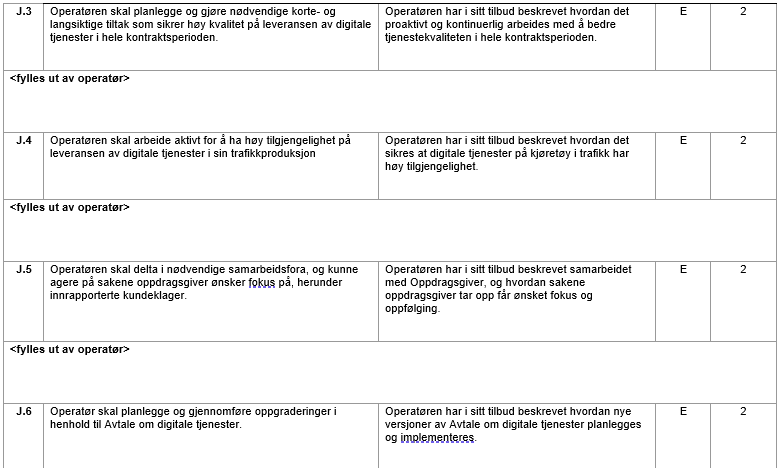 J.3 Operatøren skal planlegge og gjøre nødvendige korte- og Operatøren har i sitt tilbud beskrevet hvordan det E 2
langsiktige tiltak som sikrer høy kvalitet på leveransen av digitale proaktivt og kontinuerlig arbeides med å bedre
tjenester i hele kontraktsperioden. tjenestekvaliteten i hele kontraktsperioden.
<fylles ut av operatør>
J.4 Operatøren skal arbeide aktivt for å ha høy tilgjengelighet på Operatøren har i sitt tilbud beskrevet hvordan det E 2
leveransen av digitale tjenester i sin trafikkproduksjon sikres at digitale tjenester på kjøretøy i trafikk har
høy tilgjengelighet.
<fylles ut av operatør>
J.5 Operatøren skal delta i nødvendige samarbeidsfora, og kunne Operatøren har i sitt tilbud beskrevet samarbeidet E 2
agere på sakene oppdragsgiver ønsker fokus på, herunder med Oppdragsgiver, og hvordan sakene
innrapporterte kundeklager. oppdragsgiver tar opp får ønsket fokus og
oppfølging.
<fylles ut av operatør>
J.6 Operatør skal planlegge og gjennomføre oppgraderinger i Operatøren har i sitt tilbud beskrevet hvordan nye E 2
henhold til Avtale om digitale tjenester. versjoner av Avtale om digitale tjenester planlegges
og implementeres.